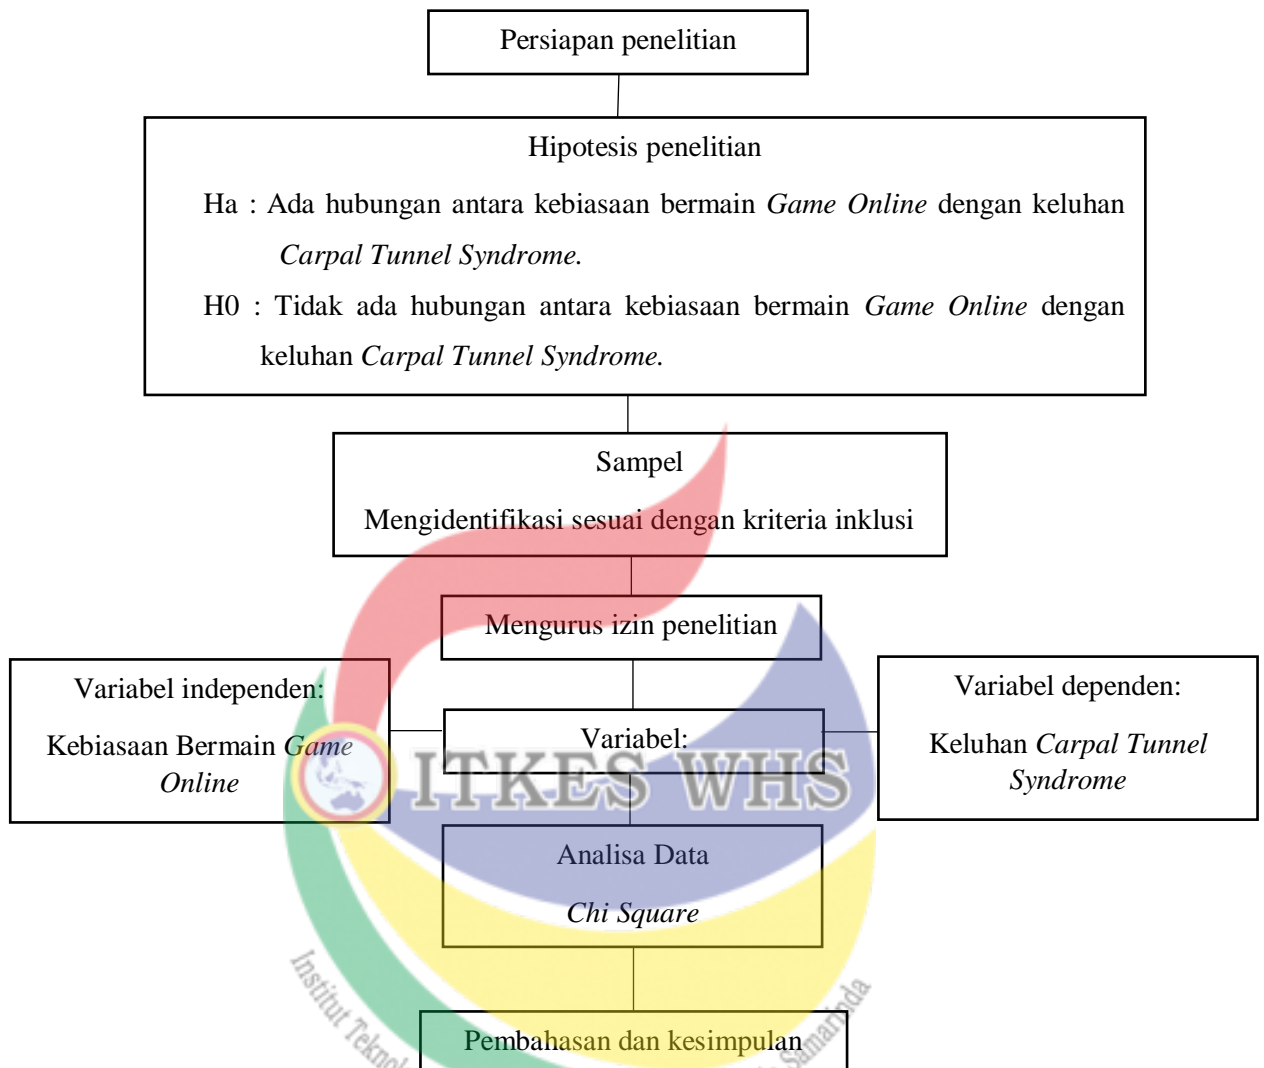 Persiapan penelitian
Hipotesis penelitian
Ha : Ada hubungan antara kebiasaan bermain Game Online dengan keluhan
Carpal Tunnel Syndrome.
H0 : Tidak ada hubungan antara kebiasaan bermain Game Online dengan
keluhan Carpal Tunnel Syndrome.
Sampel
Mengidentifikasi sesuai dengan kriteria inklusi
Mengurus izin penelitian
Variabel independen:
Kebiasaan Bermain Game
Online
Variabel:
Variabel dependen:
Keluhan Carpal Tunnel
Syndrome
ITKES WHS
Analisa Data
Chi Square
Pembahasan dan kesimpulan
Institut
Samarinda